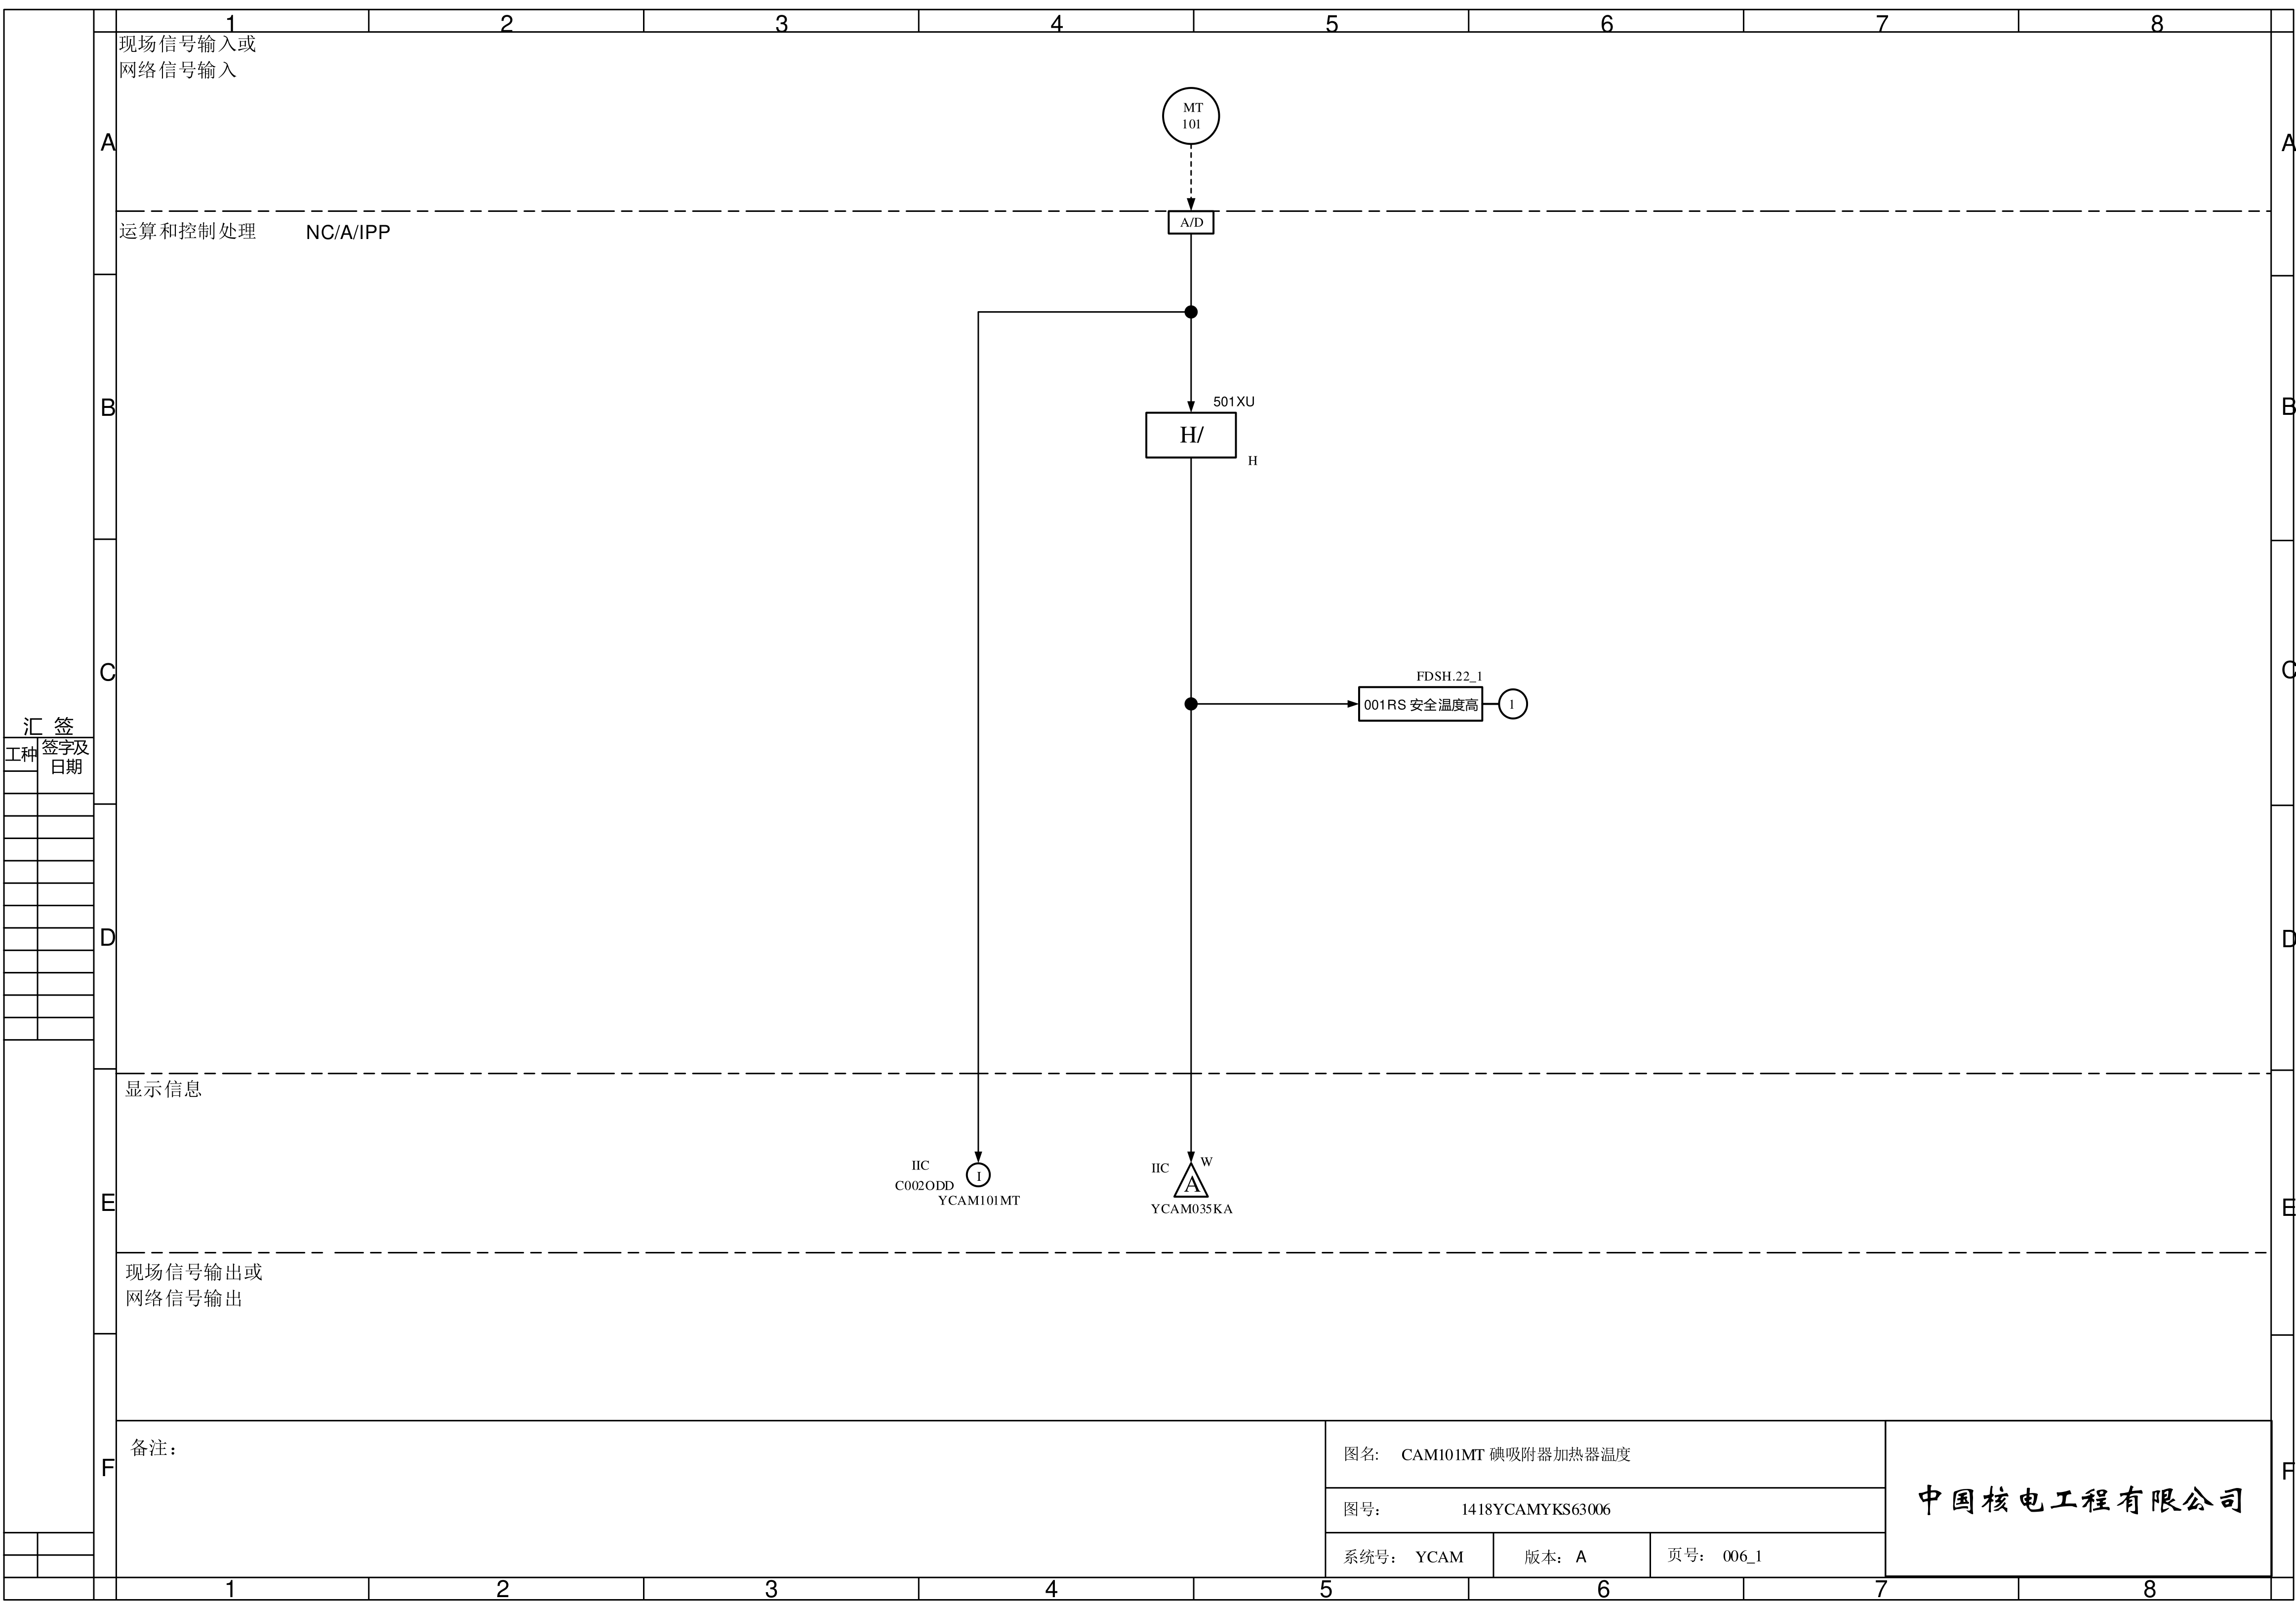 1 2 3 4 5 6 7 8
现场信号输入或
网络信号输入
MT
101
A A
A/D
运算和控制处理 NC/A/IPP
501XU
B B
H/
H
C C
FDSH.22_1
001RS 安全温度高 1
汇 签
工种 签字及
日期
D D
显示信息
IIC
I
C002ODD
YCAM101MT
IIC W
A
YCAM035KA
E E
现场信号输出或
网络信号输出
备注：
F F
图名: CAM101MT 碘吸附器加热器温度
图号： 1418YCAMYKS63006
系统号： YCAM 版本： A 页号： 006_1
中国核电工程有限公司
1 2 3 4 5 6 7 8